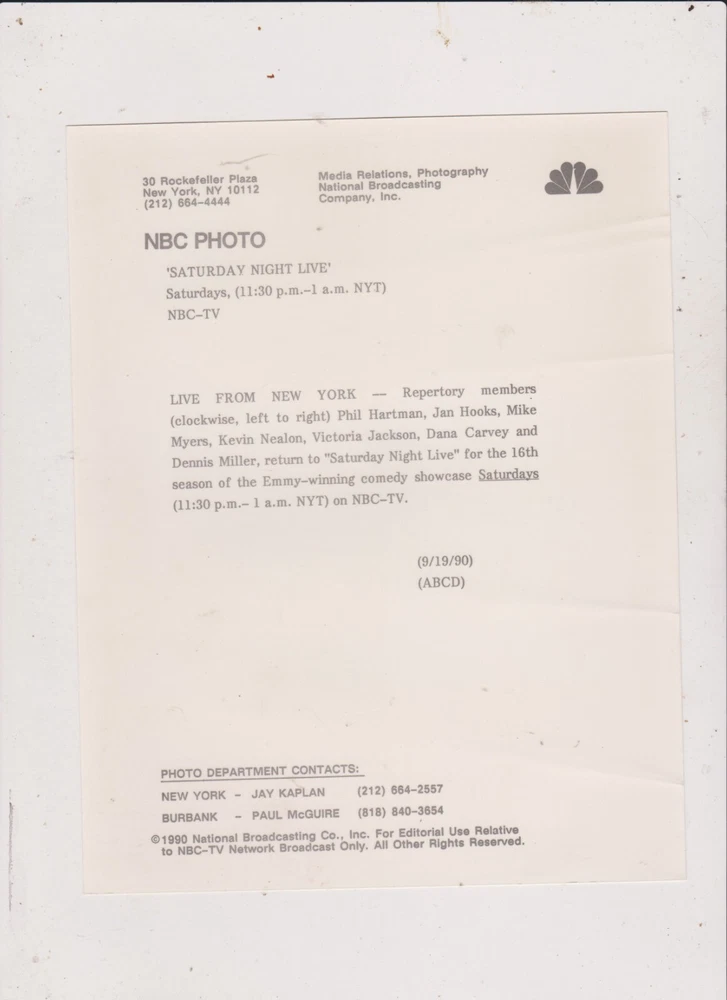 30 Rockefeller Plaza
New York, NY 10112
(212) 664-4444
Media Relations, Photography
National Broadcasting
Company, Inc.
NBC PHOTO
'SATURDAY NIGHT LIVE'
Saturdays, (11:30 p.m.-1 a.m. NYT)
NBC-TV
LIVE FROM NEW YORK — Repertory members
(clockwise, left to right) Phil Hartman, Jan Hooks, Mike
Myers, Kevin Nealon, Victoria Jackson, Dana Carvey and
Dennis Miller, return to "Saturday Night Live" for the 16th
season of the Emmy-winning comedy showcase Saturdays
(11:30 p.m.- 1 a.m. NYT) on NBC-TV.
(9/19/90)
(ABCD)
PHOTO DEPARTMENT CONTACTS:
NEW YORK - JAY KAPLAN (212) 664-2557
BURBANK - PAUL McGUIRE (818) 840-3654
©1990 National Broadcasting Co., Inc. For Editorial Use Relative
to NBC-TV Network Broadcast Only. All Other Rights Reserved.